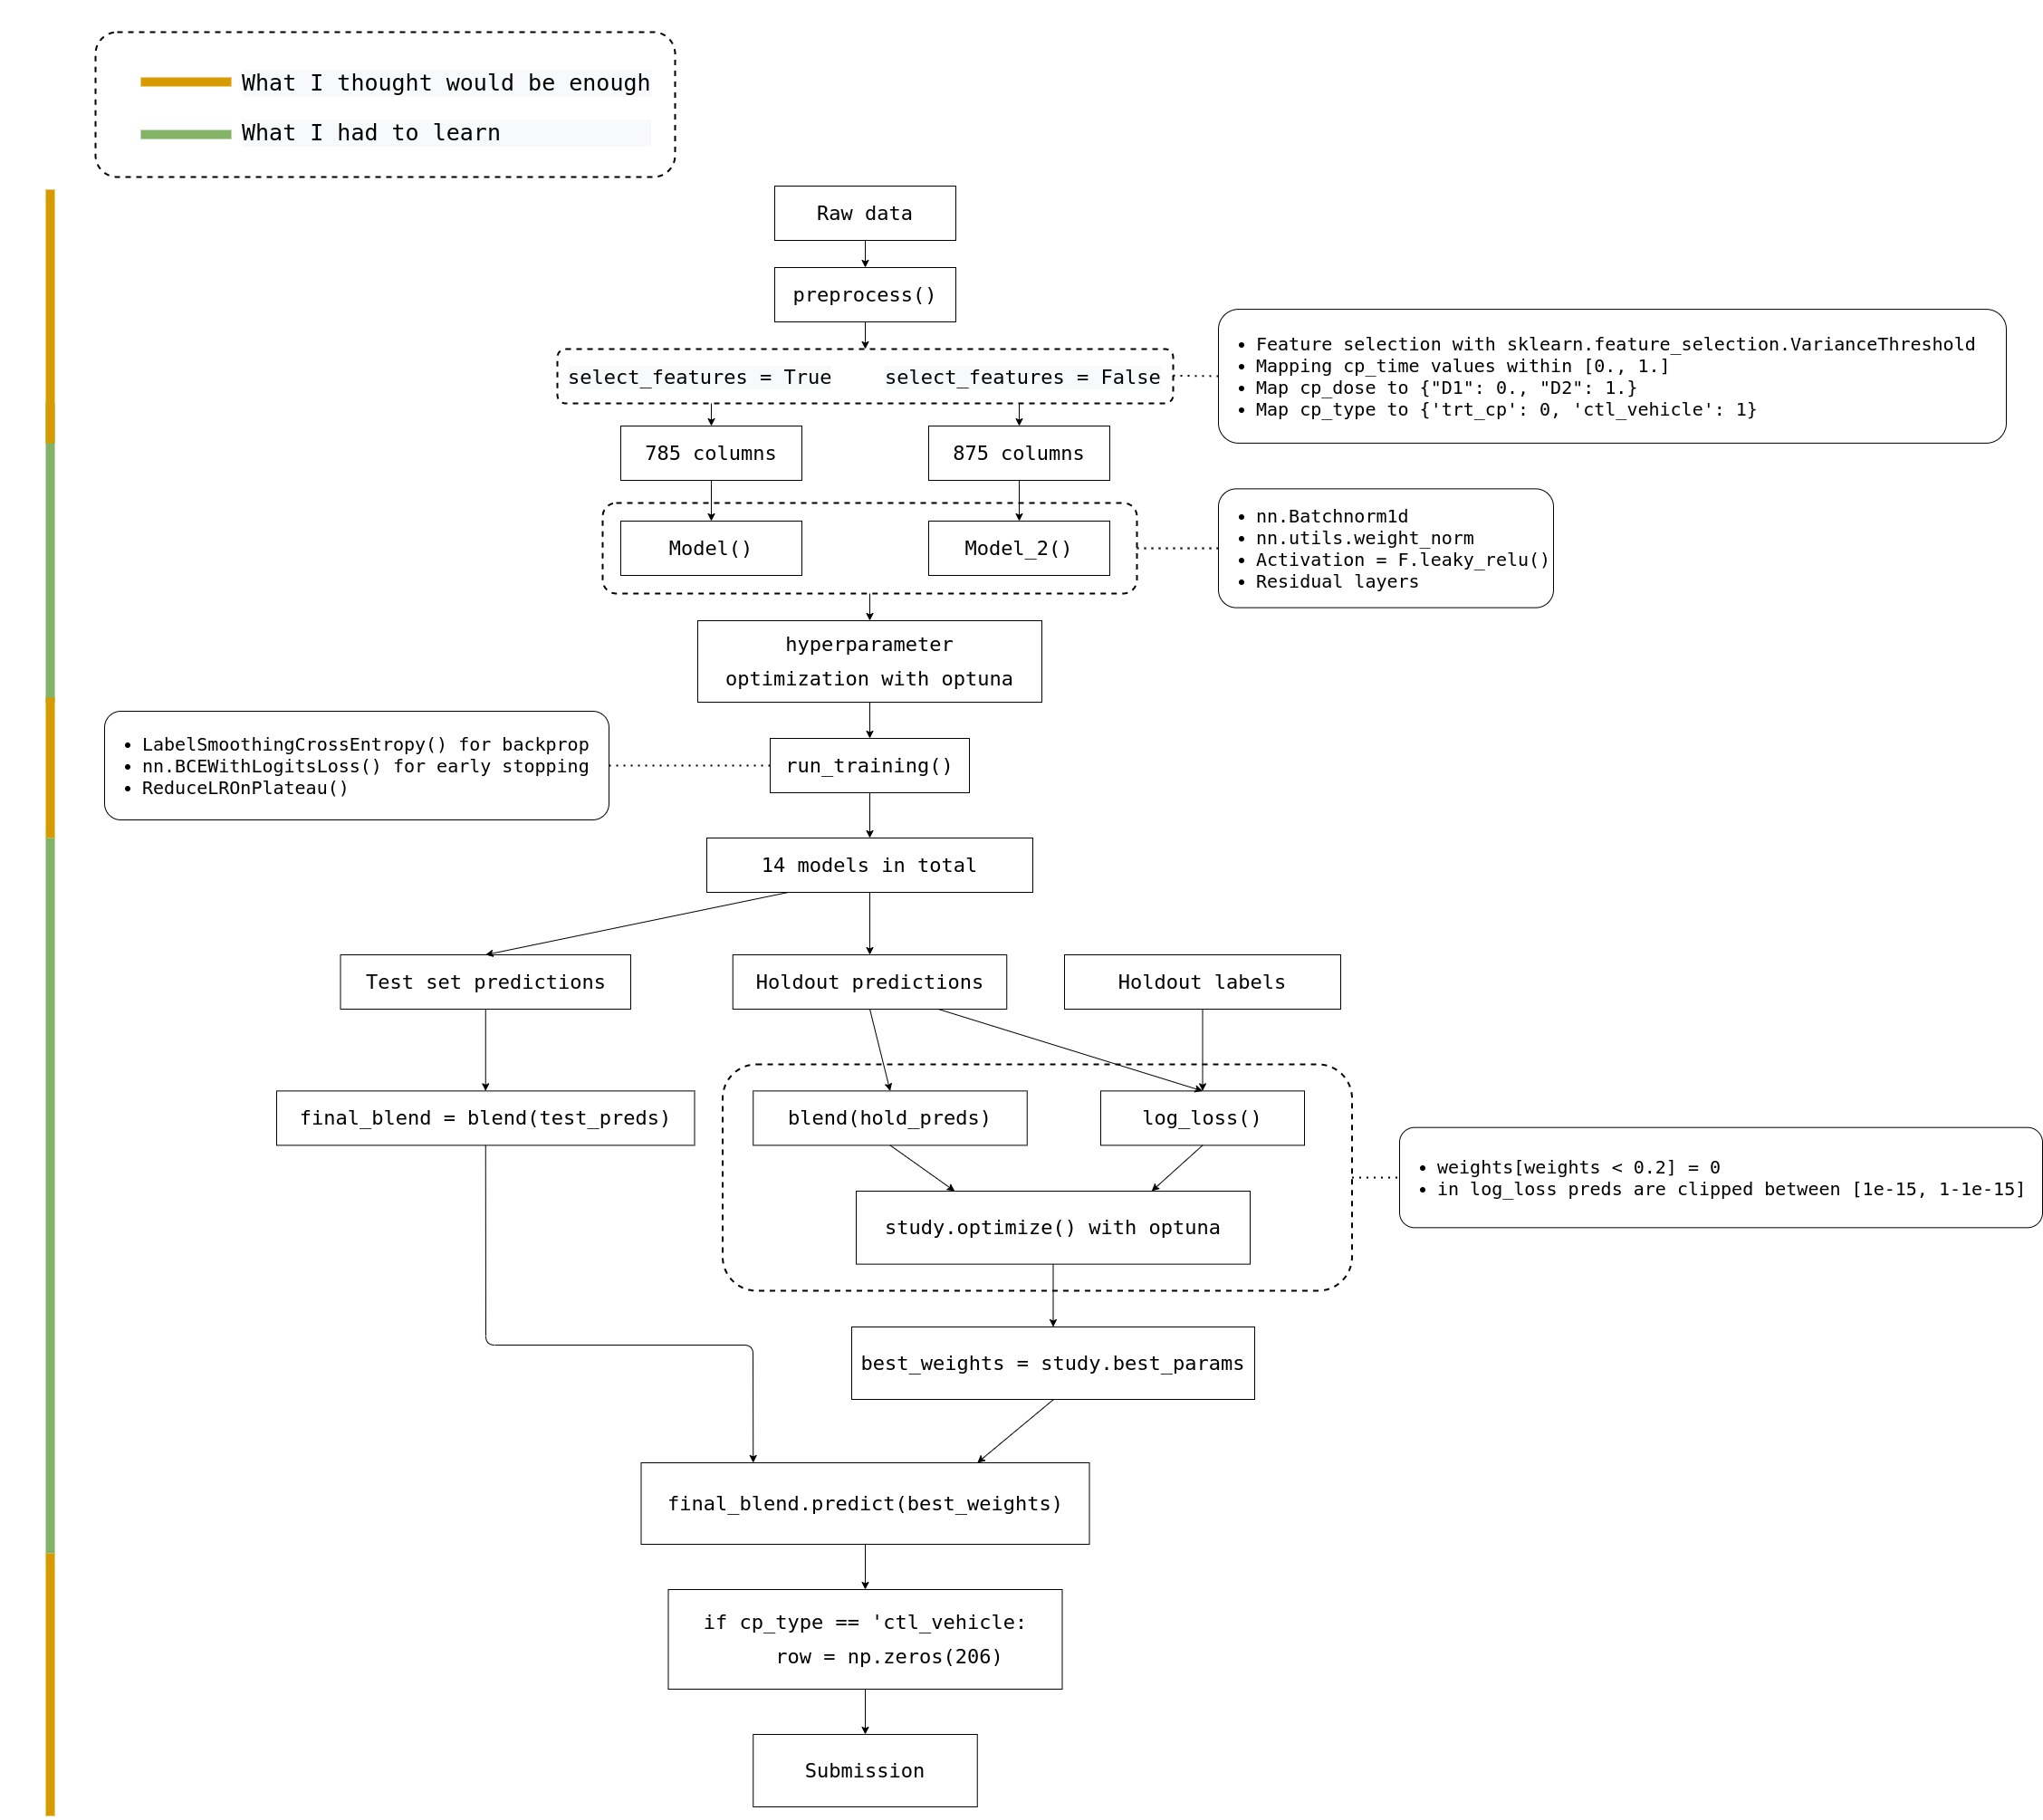 What I thought would be enough
What I had to learn
Raw data
preprocess()
select_features = True
select_features = False
• Feature selection with sklearn.feature_selection.VarianceThreshold
• Mapping cp_time values within [0., 1.]
• Map cp_dose to {"D1": 0., "D2": 1.}
• Map cp_type to {'trt_cp': 0, 'ctl_vehicle': 1}
785 columns
875 columns
Model()
Model_2()
• nn.Batchnorm1d
• nn.utils.weight_norm
• Activation = F.leaky_relu()
• Residual layers
hyperparameter
optimization with optuna
• LabelSmoothingCrossEntropy() for backprop
• nn.BCEWithLogitsLoss() for early stopping
• ReduceLROnPlateau()
run_training()
14 models in total
Test set predictions
Holdout predictions
Holdout labels
final_blend = blend(test_preds)
blend(hold_preds)
log_loss()
• weights[weights < 0.2] = 0
• in log_loss preds are clipped between [1e-15, 1-1e-15]
study.optimize() with optuna
best_weights = study.best_params
final_blend.predict(best_weights)
if cp_type == 'ctl_vehicle:
row = np.zeros(206)
Submission